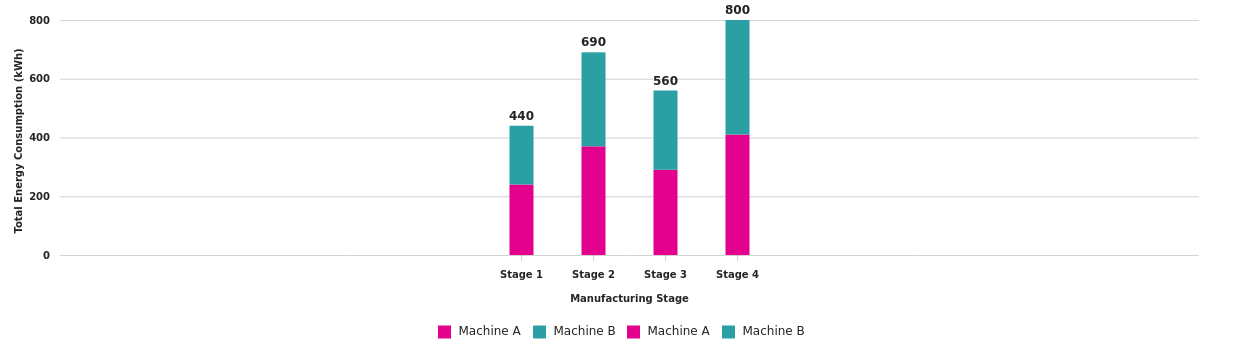 800
690
560
440
800
600
400
200
0
Total Energy Consumption (kWh)
Stage 1 Stage 2 Stage 3 Stage 4
Manufacturing Stage
Machine A Machine B Machine A Machine B